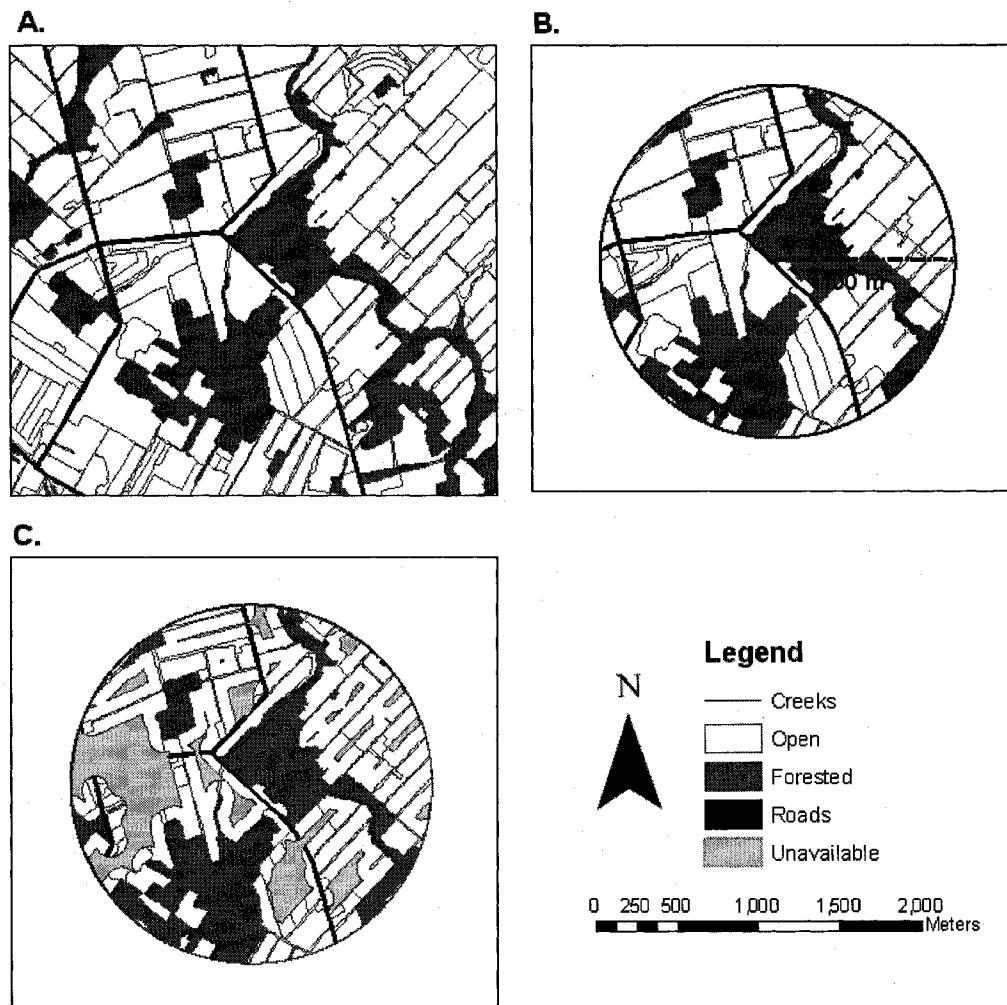 A.
B.
m
C.
Legend
N
Creeks
Open
Forested
Roads
Unavailable
0 250 500 1,000 1,500 2,000
Meters